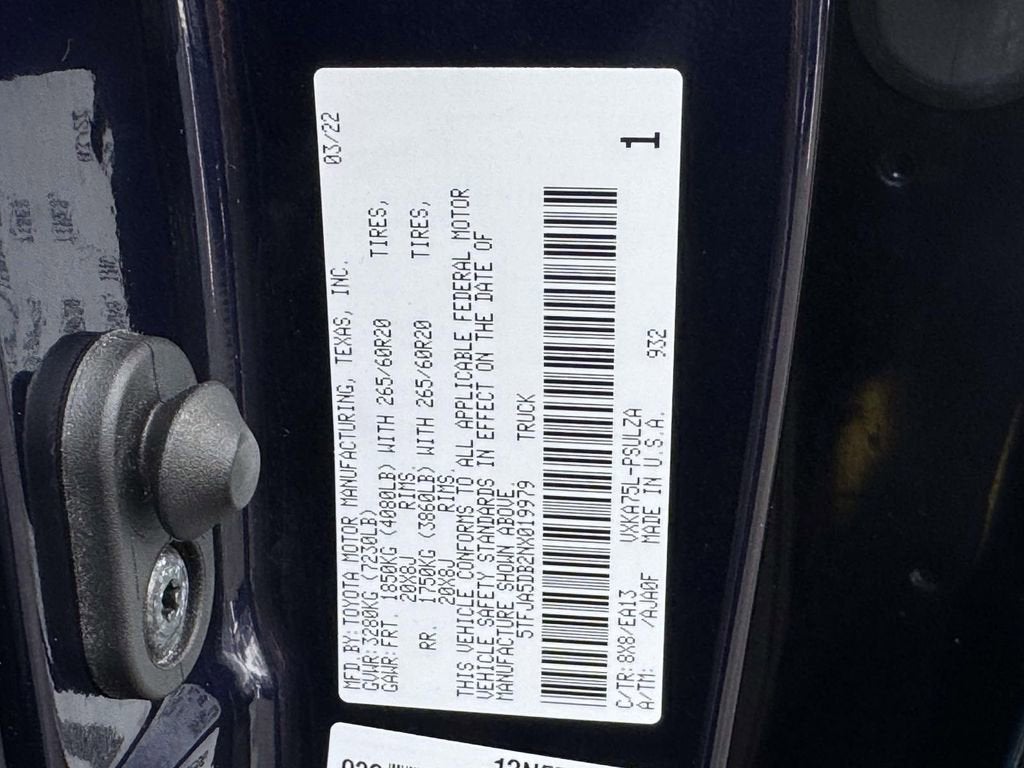 MFD.BY:TOYOTA MOTOR MANUFACTURING, TEXAS, INC. 03/22
GVWR:3280KG (7230LB)
GAWR:FRT. 1850KG (4080LB) WITH 265/60R20 TIRES,
20X8J RIMS,
RR. 1750KG (3860LB) WITH 265/60R20 TIRES,
20X8J RIMS.
THIS VEHICLE CONFORMS TO ALL APPLICABLE FEDERAL MOTOR
VEHICLE SAFETY STANDARDS IN EFFECT ON THE DATE OF
MANUFACTURE SHOWN ABOVE.
5TFJA5DB2NX019979 TRUCK
1
C/TR:8X8/EA13 VXKA75L-PSULZA 932
A/TM: /AJA0F MADE IN U.S.A.